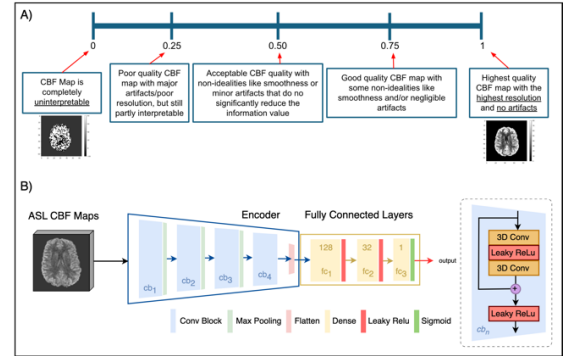 A)
0
0.25
0.50
0.75
1
CBF Map is
completely
uninterpretable
Poor quality CBF
map with major
artifacts/poor
resolution, but still
partly interpretable
Acceptable CBF quality with
non-idealities like smoothness or
minor artifacts that do no
significantly reduce the
information value
Good quality CBF map with
some non-idealities like
smoothness and/or negligible
artifacts
Highest quality
CBF map with the
highest resolution
and no artifacts
B)
ASL CBF Maps
Encoder
Fully Connected Layers
cb1
cb2
cb3
cb4
128
32
1
fc1
fc2
fc3
output
3D Conv
Leaky ReLu
3D Conv
+
Leaky ReLu
cbn
Conv Block
Max Pooling
Flatten
Dense
Leaky Relu
Sigmoid